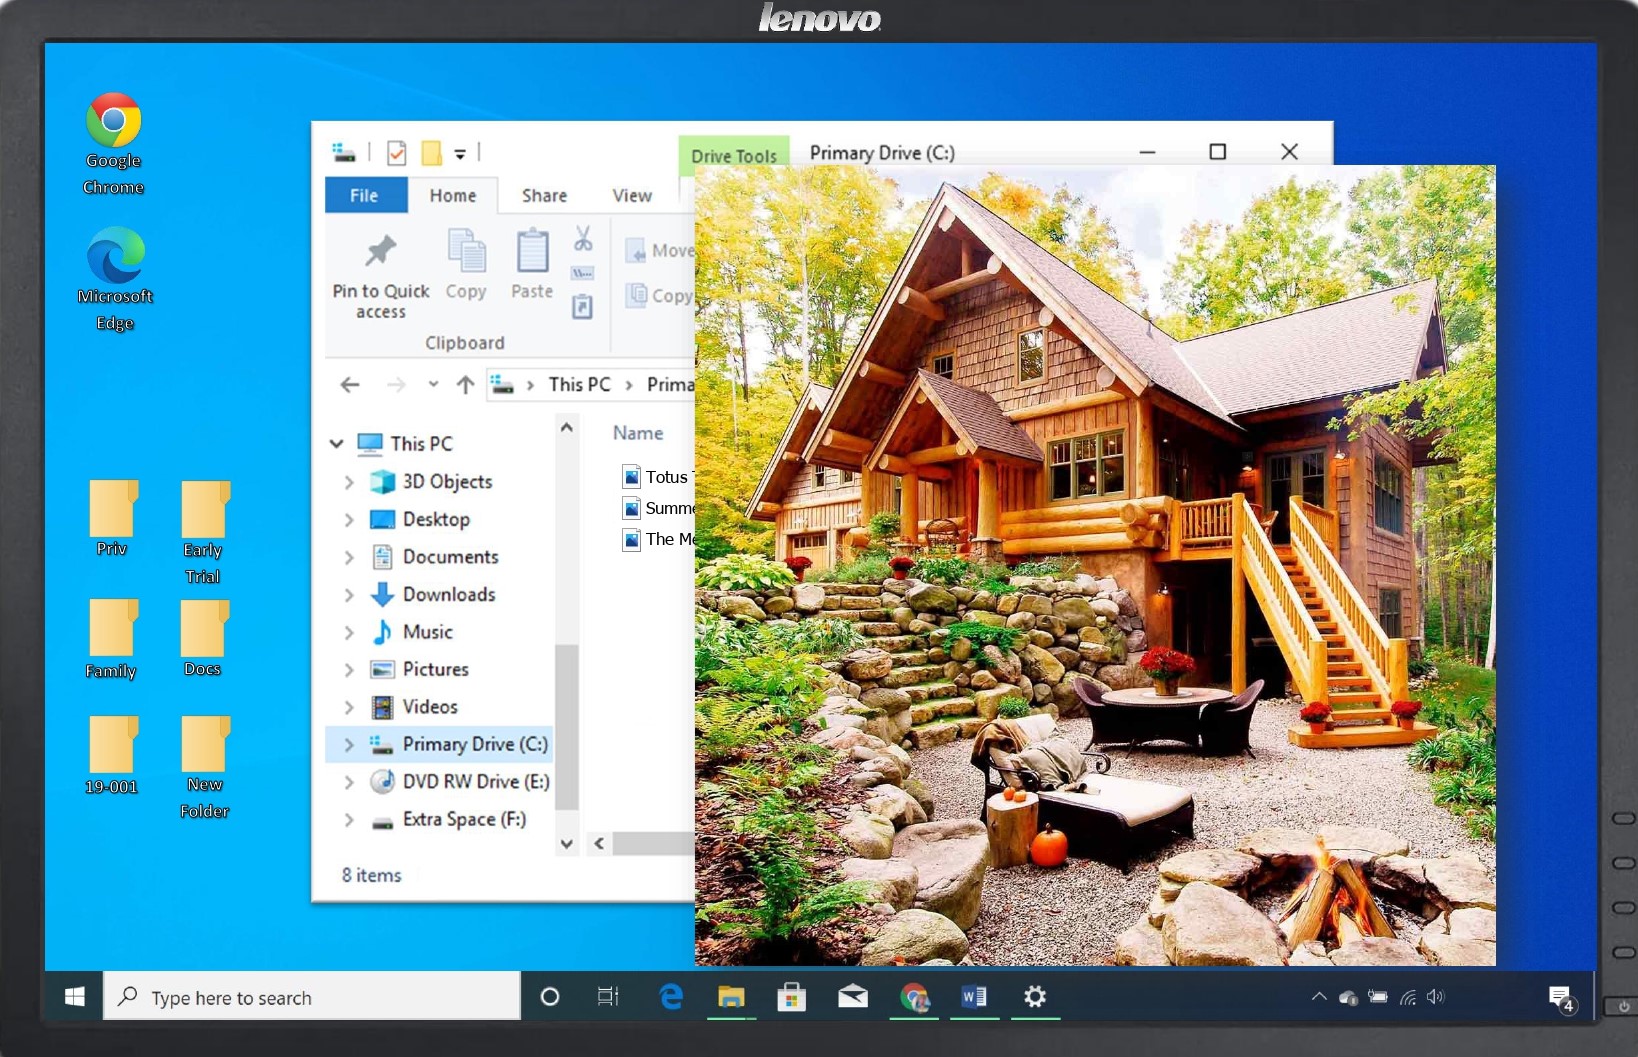 lenovo
Google
Chrome
Microsoft
Edge
Priv
Early
Trial
Family
Docs
19-001
New
Folder
Drive Tools
Primary Drive (C:)
File
Home
Share
View
Pin to Quick
access
Copy
Paste
Move
Copy
Clipboard
This PC
Prima
Name
This PC
3D Objects
Desktop
Documents
Downloads
Music
Pictures
Videos
Primary Drive (C:)
DVD RW Drive (E:)
Extra Space (F:)
Totus
Summe
The Me
8 items
Type here to search
4